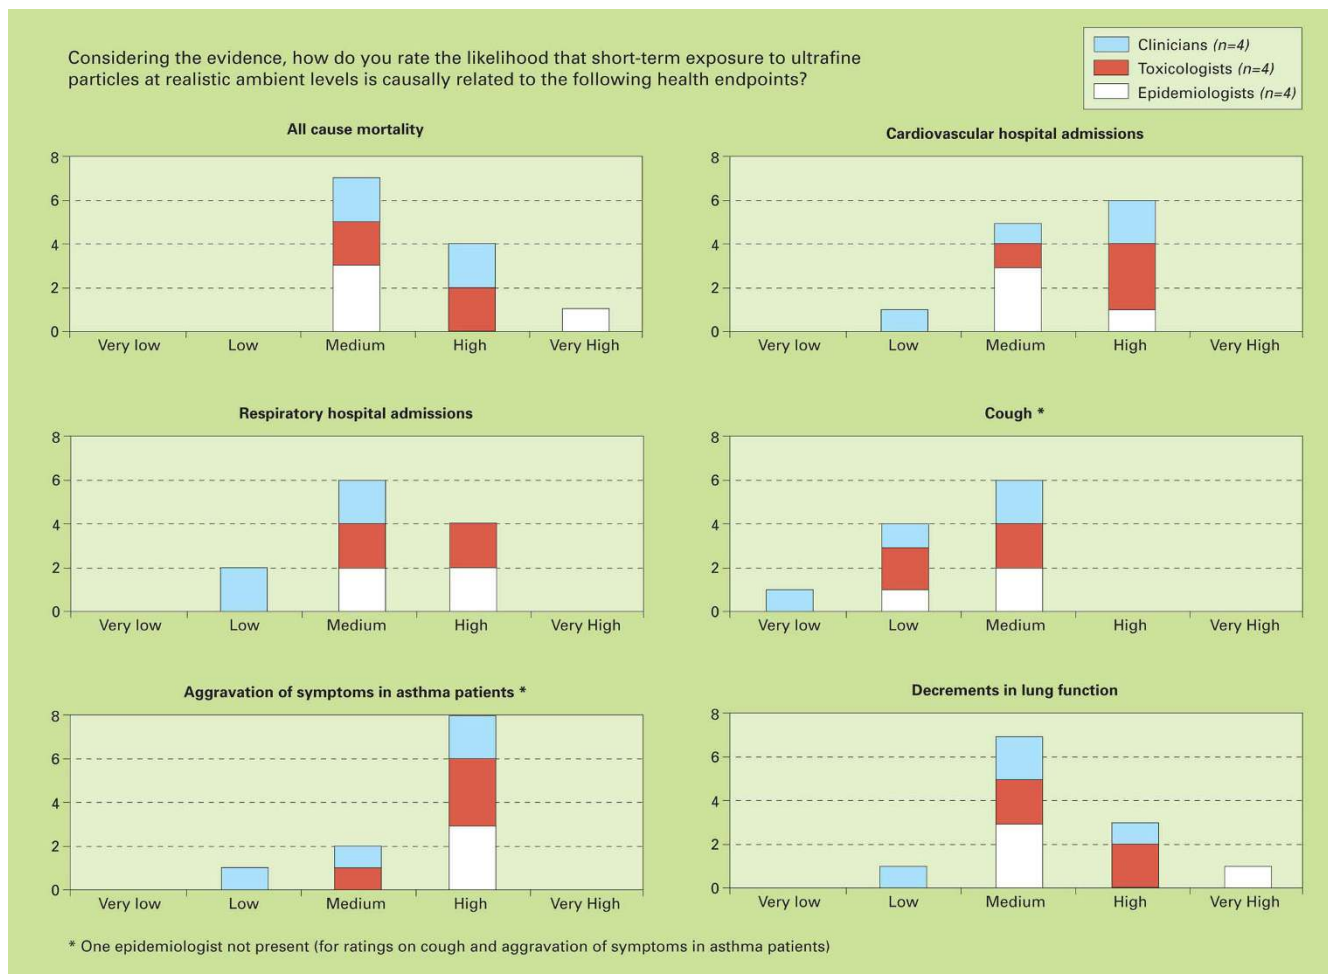 Considering the evidence, how do you rate the likelihood that short-term exposure to ultrafine
particles at realistic ambient levels is causally related to the following health endpoints?
Clinicians (n=4)
Toxicologists (n=4)
Epidemiologists (n=4)
All cause mortality
8
6
4
2
0
Very low Low Medium High Very High
Cardiovascular hospital admissions
8
6
4
2
0
Very low Low Medium High Very High
Respiratory hospital admissions
8
6
4
2
0
Very low Low Medium High Very High
Cough *
8
6
4
2
0
Very low Low Medium High Very High
Aggravation of symptoms in asthma patients *
8
6
4
2
0
Very low Low Medium High Very High
Decrements in lung function
8
6
4
2
0
Very low Low Medium High Very High
* One epidemiologist not present (for ratings on cough and aggravation of symptoms in asthma patients)